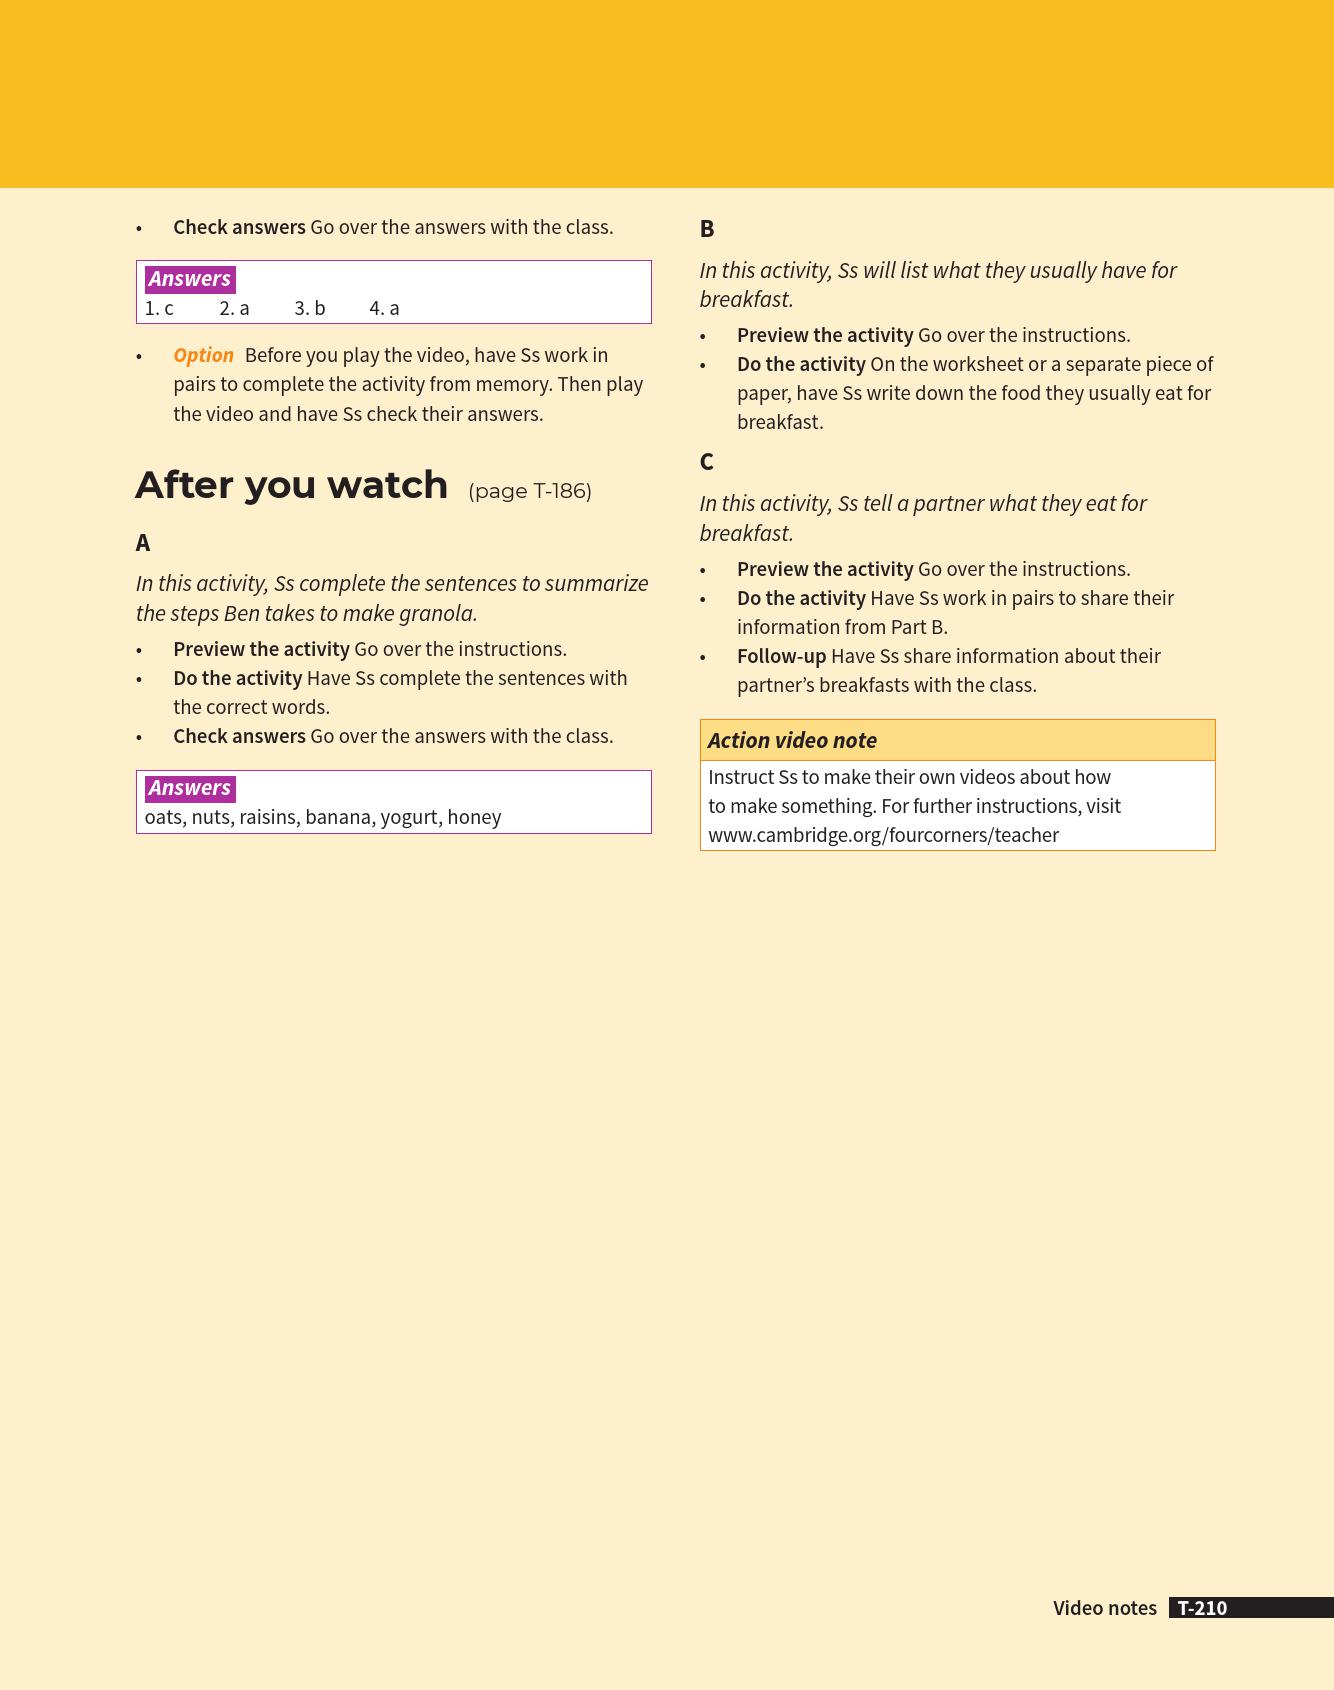 • Check answers Go over the answers with the class.
Answers
1. c 2. a 3. b 4. a
• Option Before you play the video, have Ss work in
pairs to complete the activity from memory. Then play
the video and have Ss check their answers.
After you watch (page T-186)
A
In this activity, Ss complete the sentences to summarize
the steps Ben takes to make granola.
• Preview the activity Go over the instructions.
• Do the activity Have Ss complete the sentences with
the correct words.
• Check answers Go over the answers with the class.
Answers
oats, nuts, raisins, banana, yogurt, honey
B
In this activity, Ss will list what they usually have for
breakfast.
• Preview the activity Go over the instructions.
• Do the activity On the worksheet or a separate piece of
paper, have Ss write down the food they usually eat for
breakfast.
C
In this activity, Ss tell a partner what they eat for
breakfast.
• Preview the activity Go over the instructions.
• Do the activity Have Ss work in pairs to share their
information from Part B.
• Follow-up Have Ss share information about their
partner’s breakfasts with the class.
Action video note
Instruct Ss to make their own videos about how
to make something. For further instructions, visit
www.cambridge.org/fourcorners/teacher
Video notes T-210